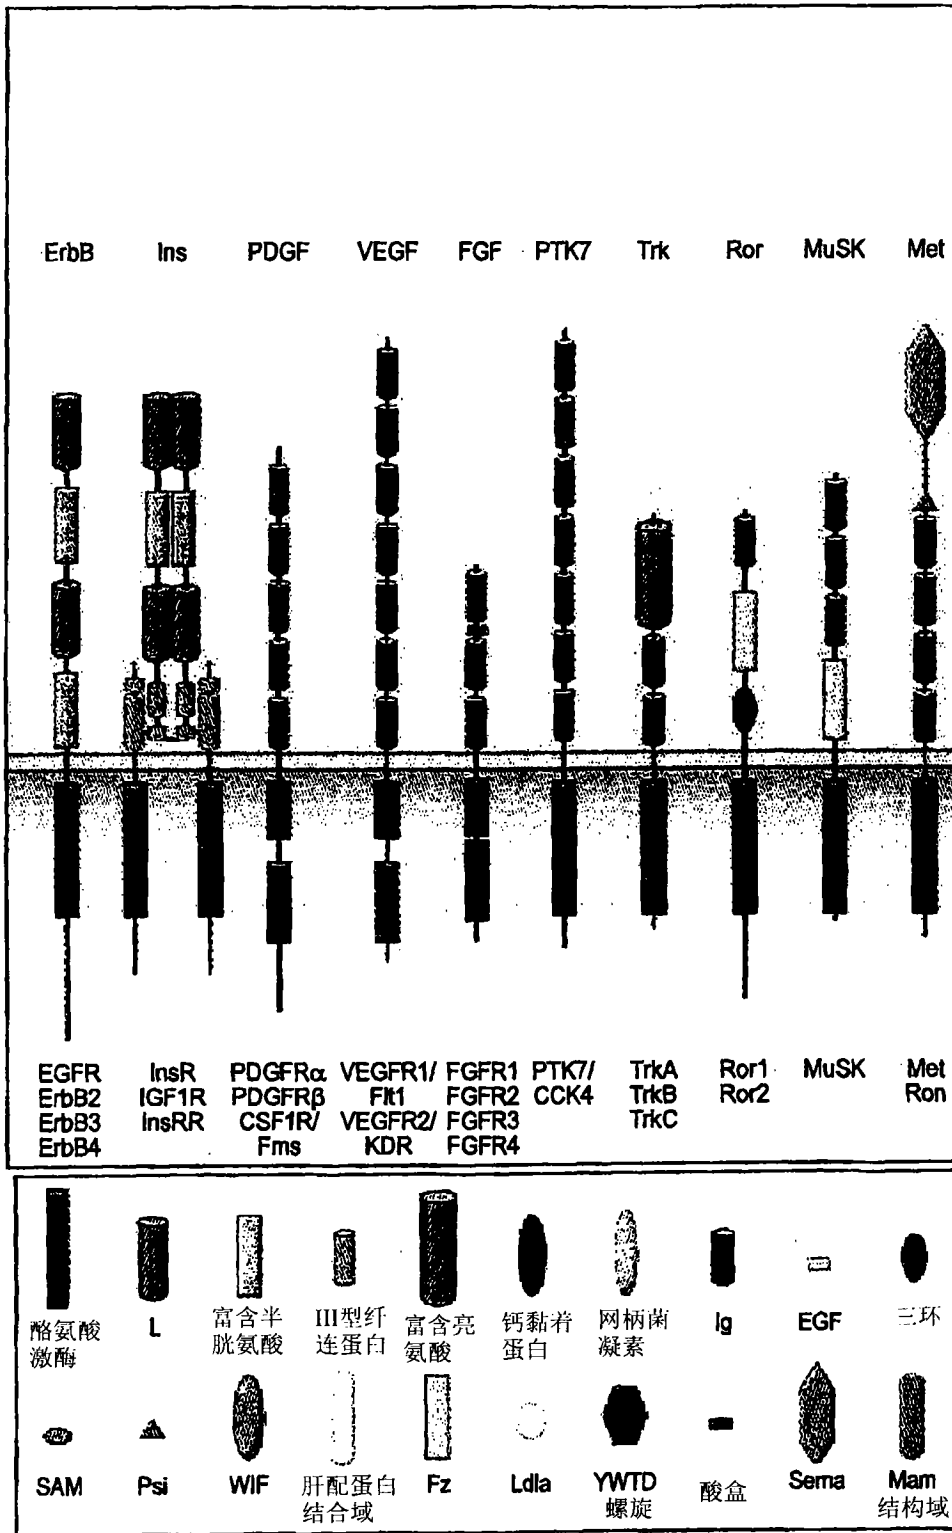 ErbB Ins PDGF VEGF FGF PTK7 Trk Ror MuSK Met
EGFR InsR PDGFRα VEGFR1/ FGFR1 PTK7/ TrkA Ror1 MuSK Met
ErbB2 IGF1R PDGFRβ Flt1 FGFR2 CCK4 TrkB Ror2 Ron
ErbB3 InsRR CSF1R/ VEGFR2/ FGFR3 TrkC
ErbB4 Fms KDR FGFR4
酪氨酸 L 富含半 III型纤 富含亮 钙黏着 网柄菌 Ig EGF 三环
激酶 胱氨酸 连蛋白 氨酸 蛋白 凝素
SAM Psi WIF 肝配蛋白 Fz Ldla YWTD 酸盒 Sema Mam
结合域 螺旋 结构域